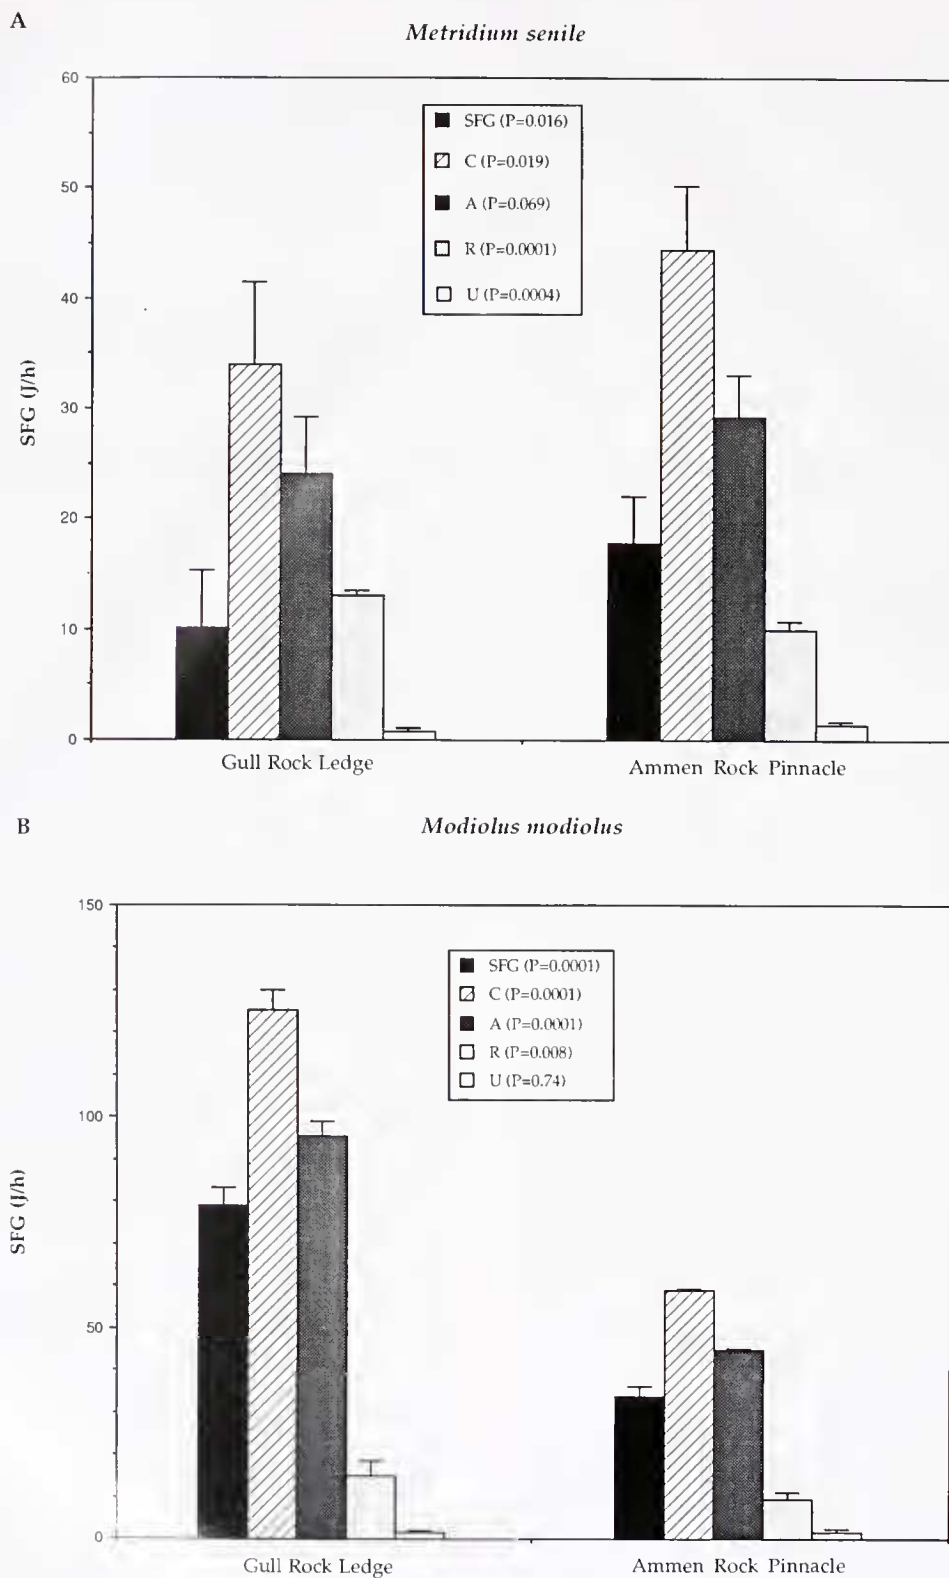 A
Metridium senile
60
50
40
30
20
10
0
SFG (J/h)
SFG (P=0.016)
C (P=0.019)
A (P=0.069)
R (P=0.0001)
U (P=0.0004)
Gull Rock Ledge
Ammen Rock Pinnacle
B
Modiolus modiolus
150
100
50
0
SFG (J/h)
SFG (P=0.0001)
C (P=0.0001)
A (P=0.0001)
R (P=0.008)
U (P=0.74)
Gull Rock Ledge
Ammen Rock Pinnacle